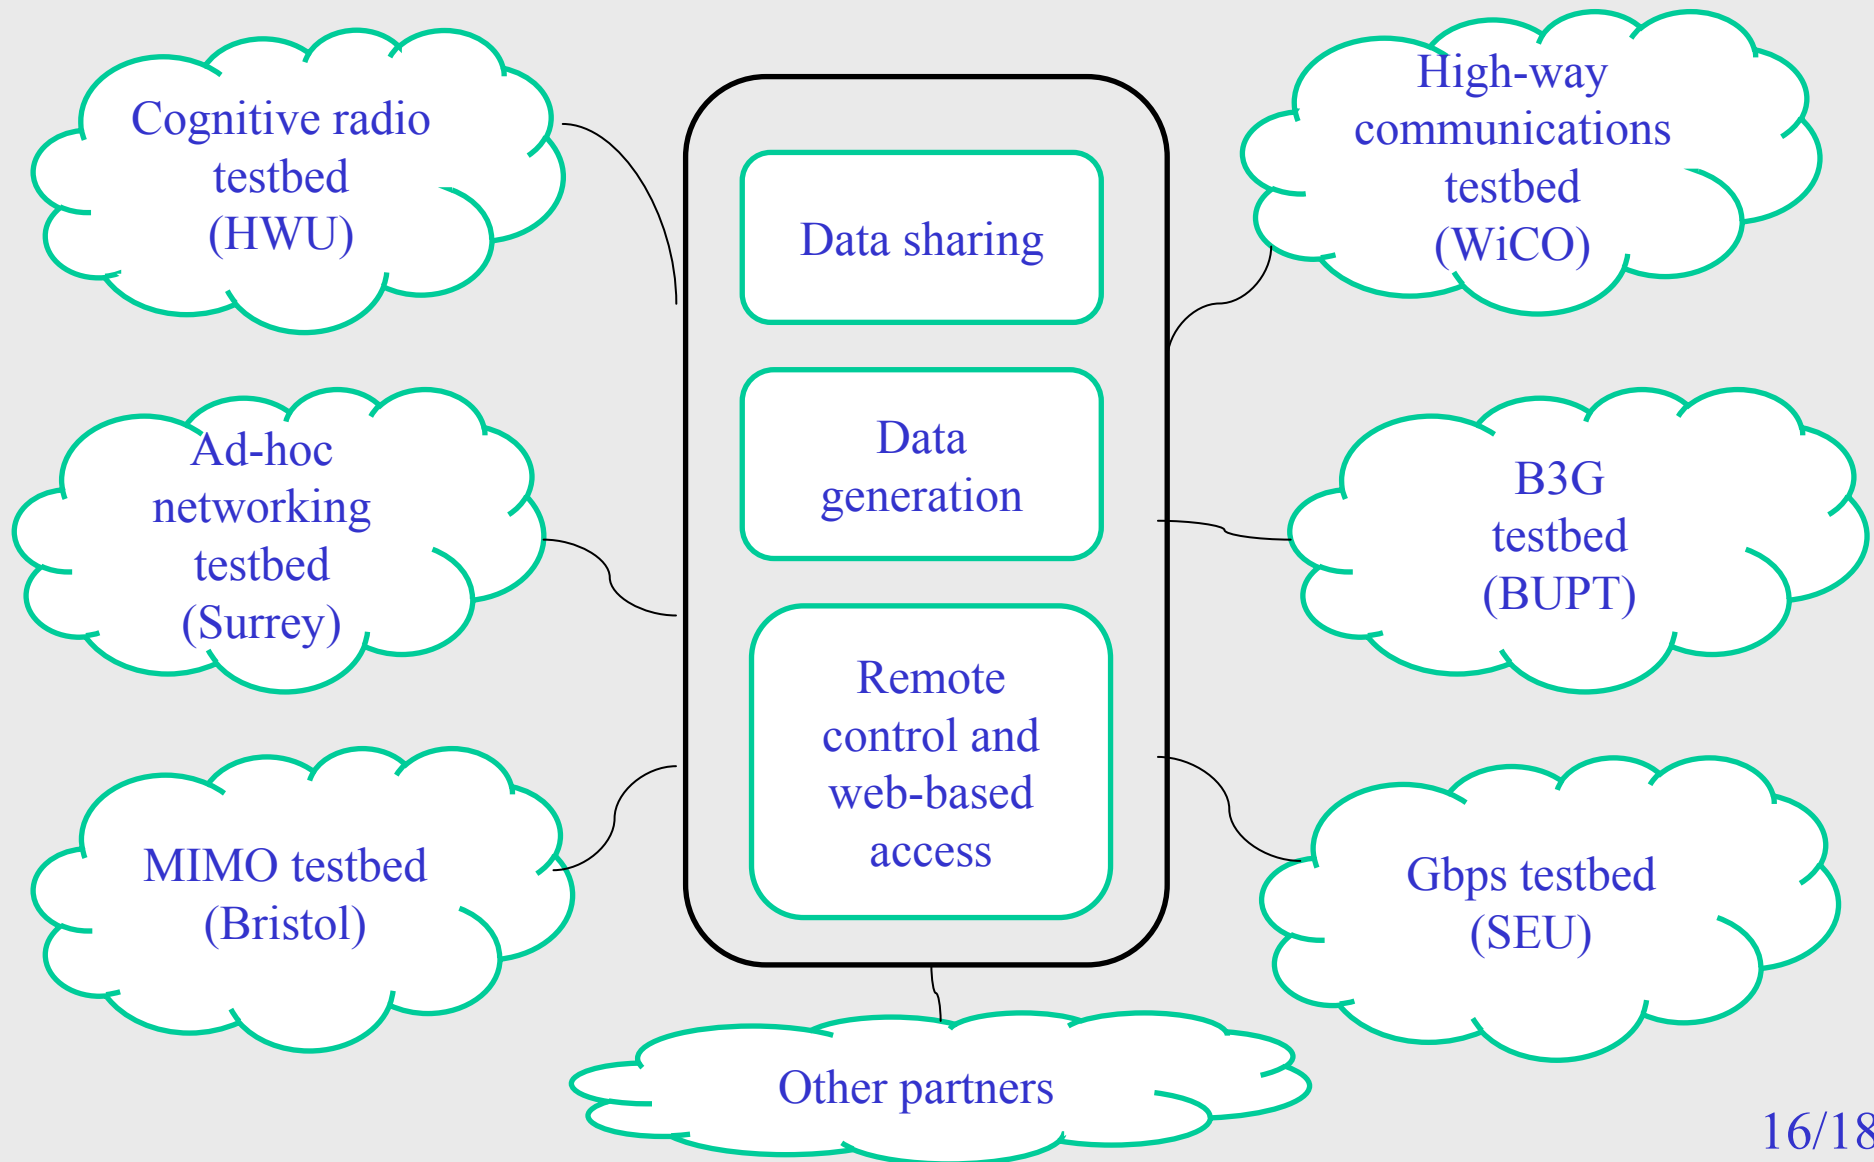 Cognitive radio
testbed
(HWU)
Ad-hoc
networking
testbed
(Surrey)
MIMO testbed
(Bristol)
Data sharing
Data
generation
Remote
control and
web-based
access
High-way
communications
testbed
(WiCO)
B3G
testbed
(BUPT)
Gbps testbed
(SEU)
Other partners
16/18